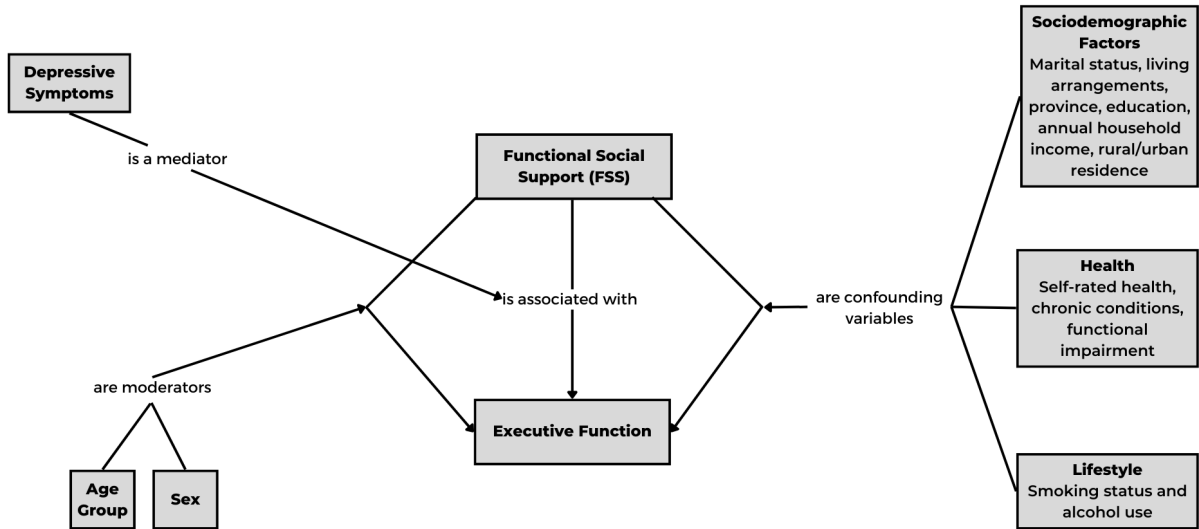 Depressive
Symptoms
is a mediator
are moderators
Age
Group
Sex
Functional Social
Support (FSS)
is associated with
Executive Function
are confounding
variables
Sociodemographic
Factors
Marital status, living
arrangements,
province, education,
annual household
income, rural/urban
residence
Health
Self-rated health,
chronic conditions,
functional
impairment
Lifestyle
Smoking status and
alcohol use